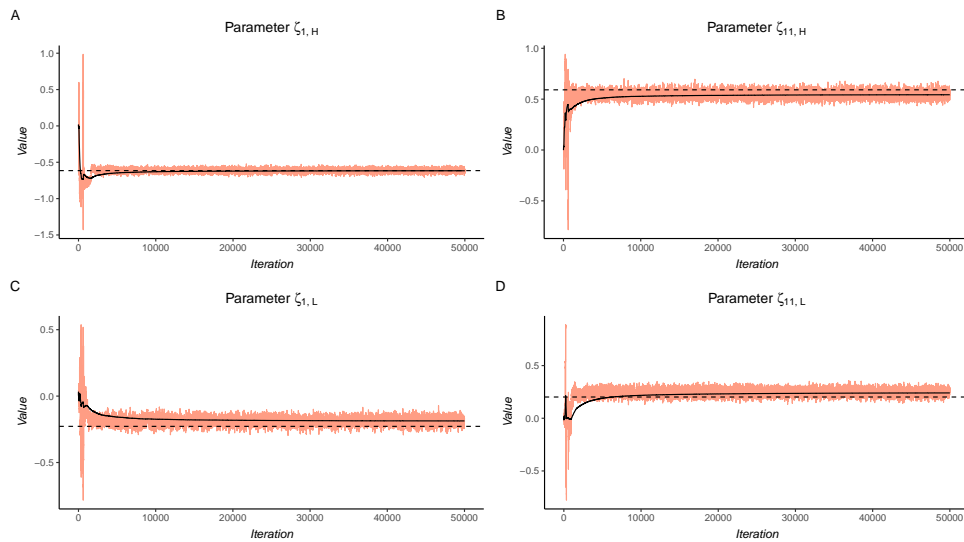 A
Parameter ζ1, H
Value
1.0
0.5
0.0
−0.5
−1.0
−1.5
0 10000 20000 30000 40000 50000
Iteration
B
Parameter ζ11, H
Value
1.0
0.5
0.0
−0.5
0 10000 20000 30000 40000 50000
Iteration
C
Parameter ζ1, L
Value
0.5
0.0
−0.5
0 10000 20000 30000 40000 50000
Iteration
D
Parameter ζ11, L
Value
0.5
0.0
−0.5
0 10000 20000 30000 40000 50000
Iteration